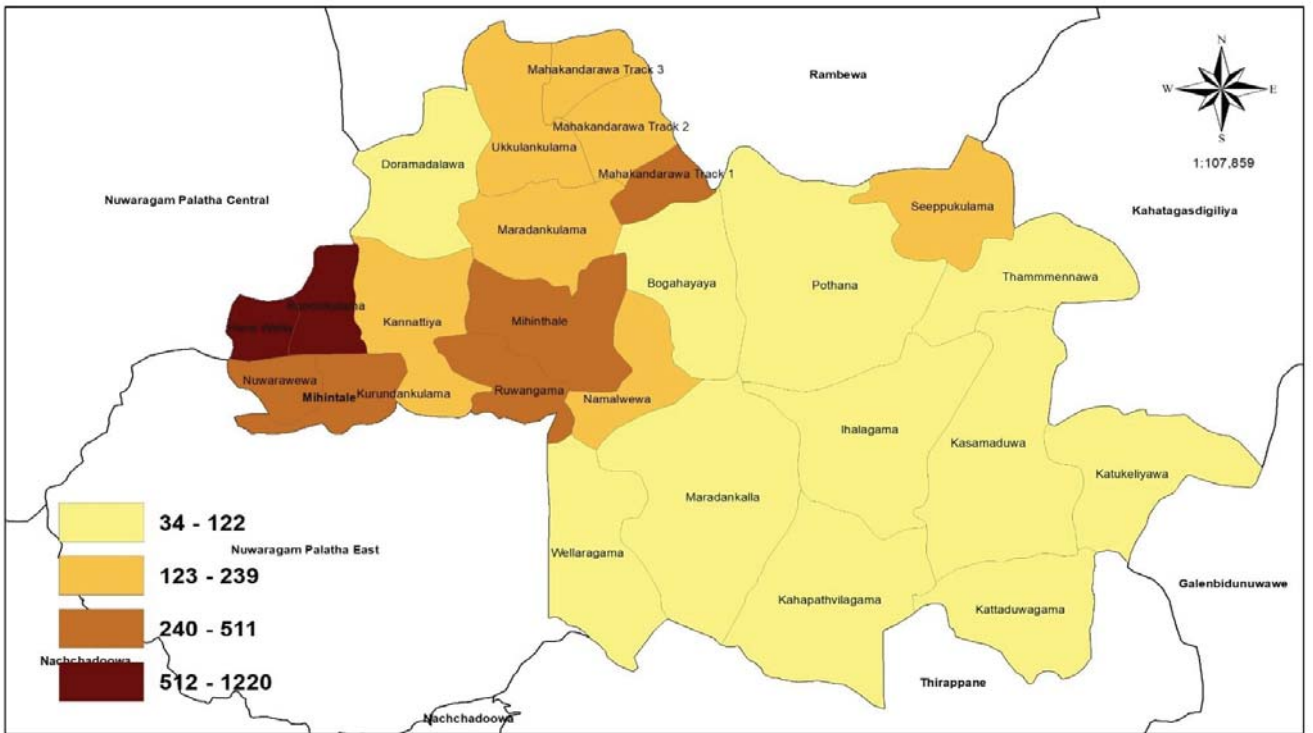 Mahakandarawa Track 3
Rambewa
N
W E
S
1:107,859
Mahakandarawa Track 2
Ukkulankulama
Doramadalawa
Mahakandarawa Track 1
Nuwaragam Palatha Central
Seeppukulama
Kahatagasdigiliya
Maradankulama
Bogahayaya
Pothana
Thammmennawa
Kannattiya
Mihinthale
Nuwarawewa
Mihintale
Kurundankulama
Ruwangama
Namalwewa
Ihalagama
Kasamaduwa
Katukeliyawa
Maradankalla
34 - 122
Nuwaragam Palatha East
Wellaragama
123 - 239
Galenbidunuwawe
Kahapathvilagama
Kattaduwagama
240 - 511
Nachchadoowa
512 - 1220
Thirappane
Nachchadoowa